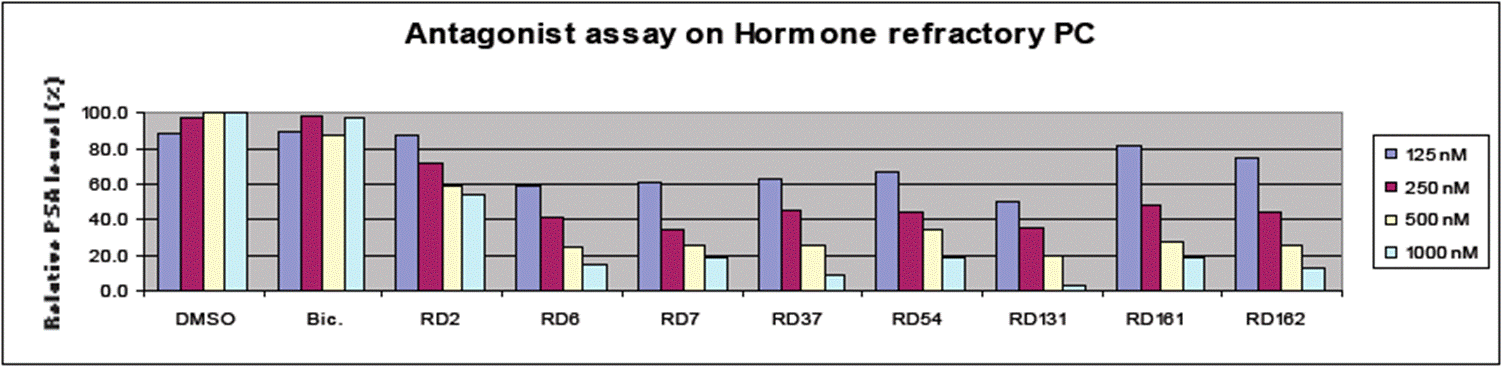 Antagonist assay on Hormone refractory PC
Relative PSA leavel (%)
100.0
80.0
60.0
40.0
20.0
0.0
DMSO Bic. RD2 RD6 RD7 RD37 RD54 RD131 RD161 RD162
125 nM
250 nM
500 nM
1000 nM